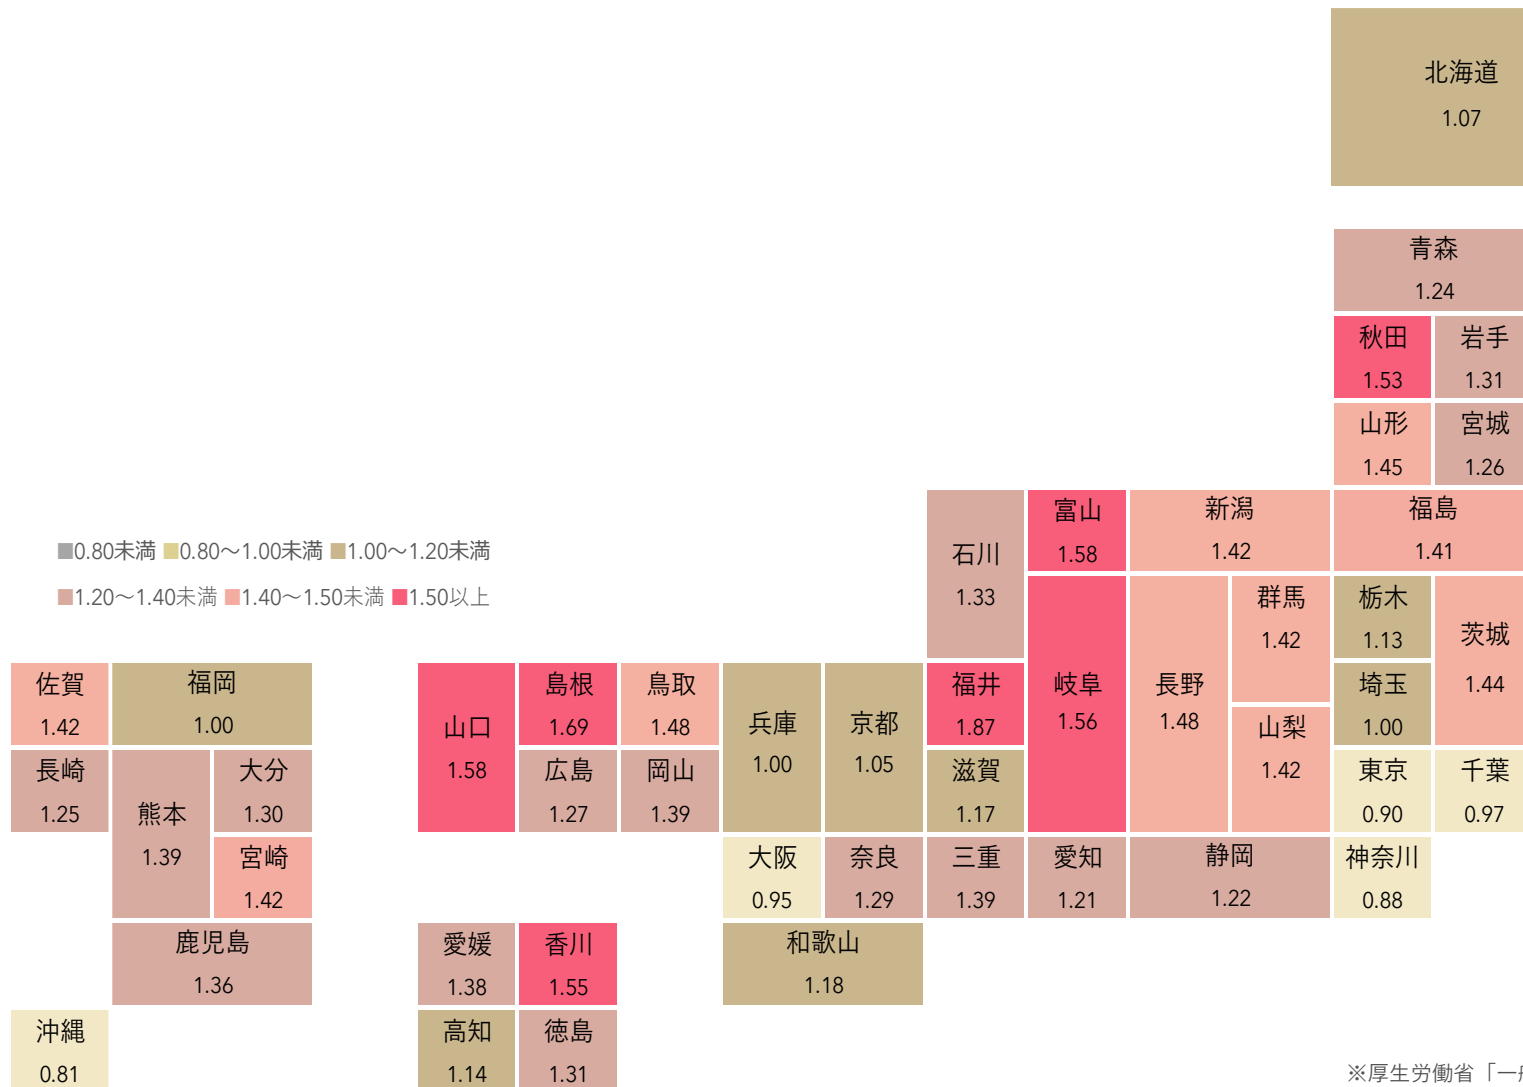 北海道
1.07
青森
1.24
秋田
岩手
1.53
1.31
山形
宮城
1.45
1.26
石川
1.33
富山
1.58
新潟
1.42
福島
1.41
■0.80未満 ■0.80～1.00未満 ■1.00～1.20未満
■1.20～1.40未満 ■1.40～1.50未満 ■1.50以上
群馬
1.42
栃木
1.13
茨城
1.44
佐賀
1.42
福岡
1.00
山口
1.58
島根
1.69
鳥取
1.48
兵庫
1.00
京都
1.05
福井
1.87
岐阜
1.56
長野
1.48
山梨
1.42
埼玉
1.00
長崎
1.25
熊本
1.39
大分
1.30
広島
1.27
岡山
1.39
滋賀
1.17
東京
0.90
千葉
0.97
宮崎
1.42
大阪
0.95
奈良
1.29
三重
1.39
愛知
1.21
静岡
1.22
神奈川
0.88
鹿児島
1.36
愛媛
1.38
香川
1.55
和歌山
1.18
沖縄
0.81
高知
1.14
徳島
1.31
※厚生労働省「一般